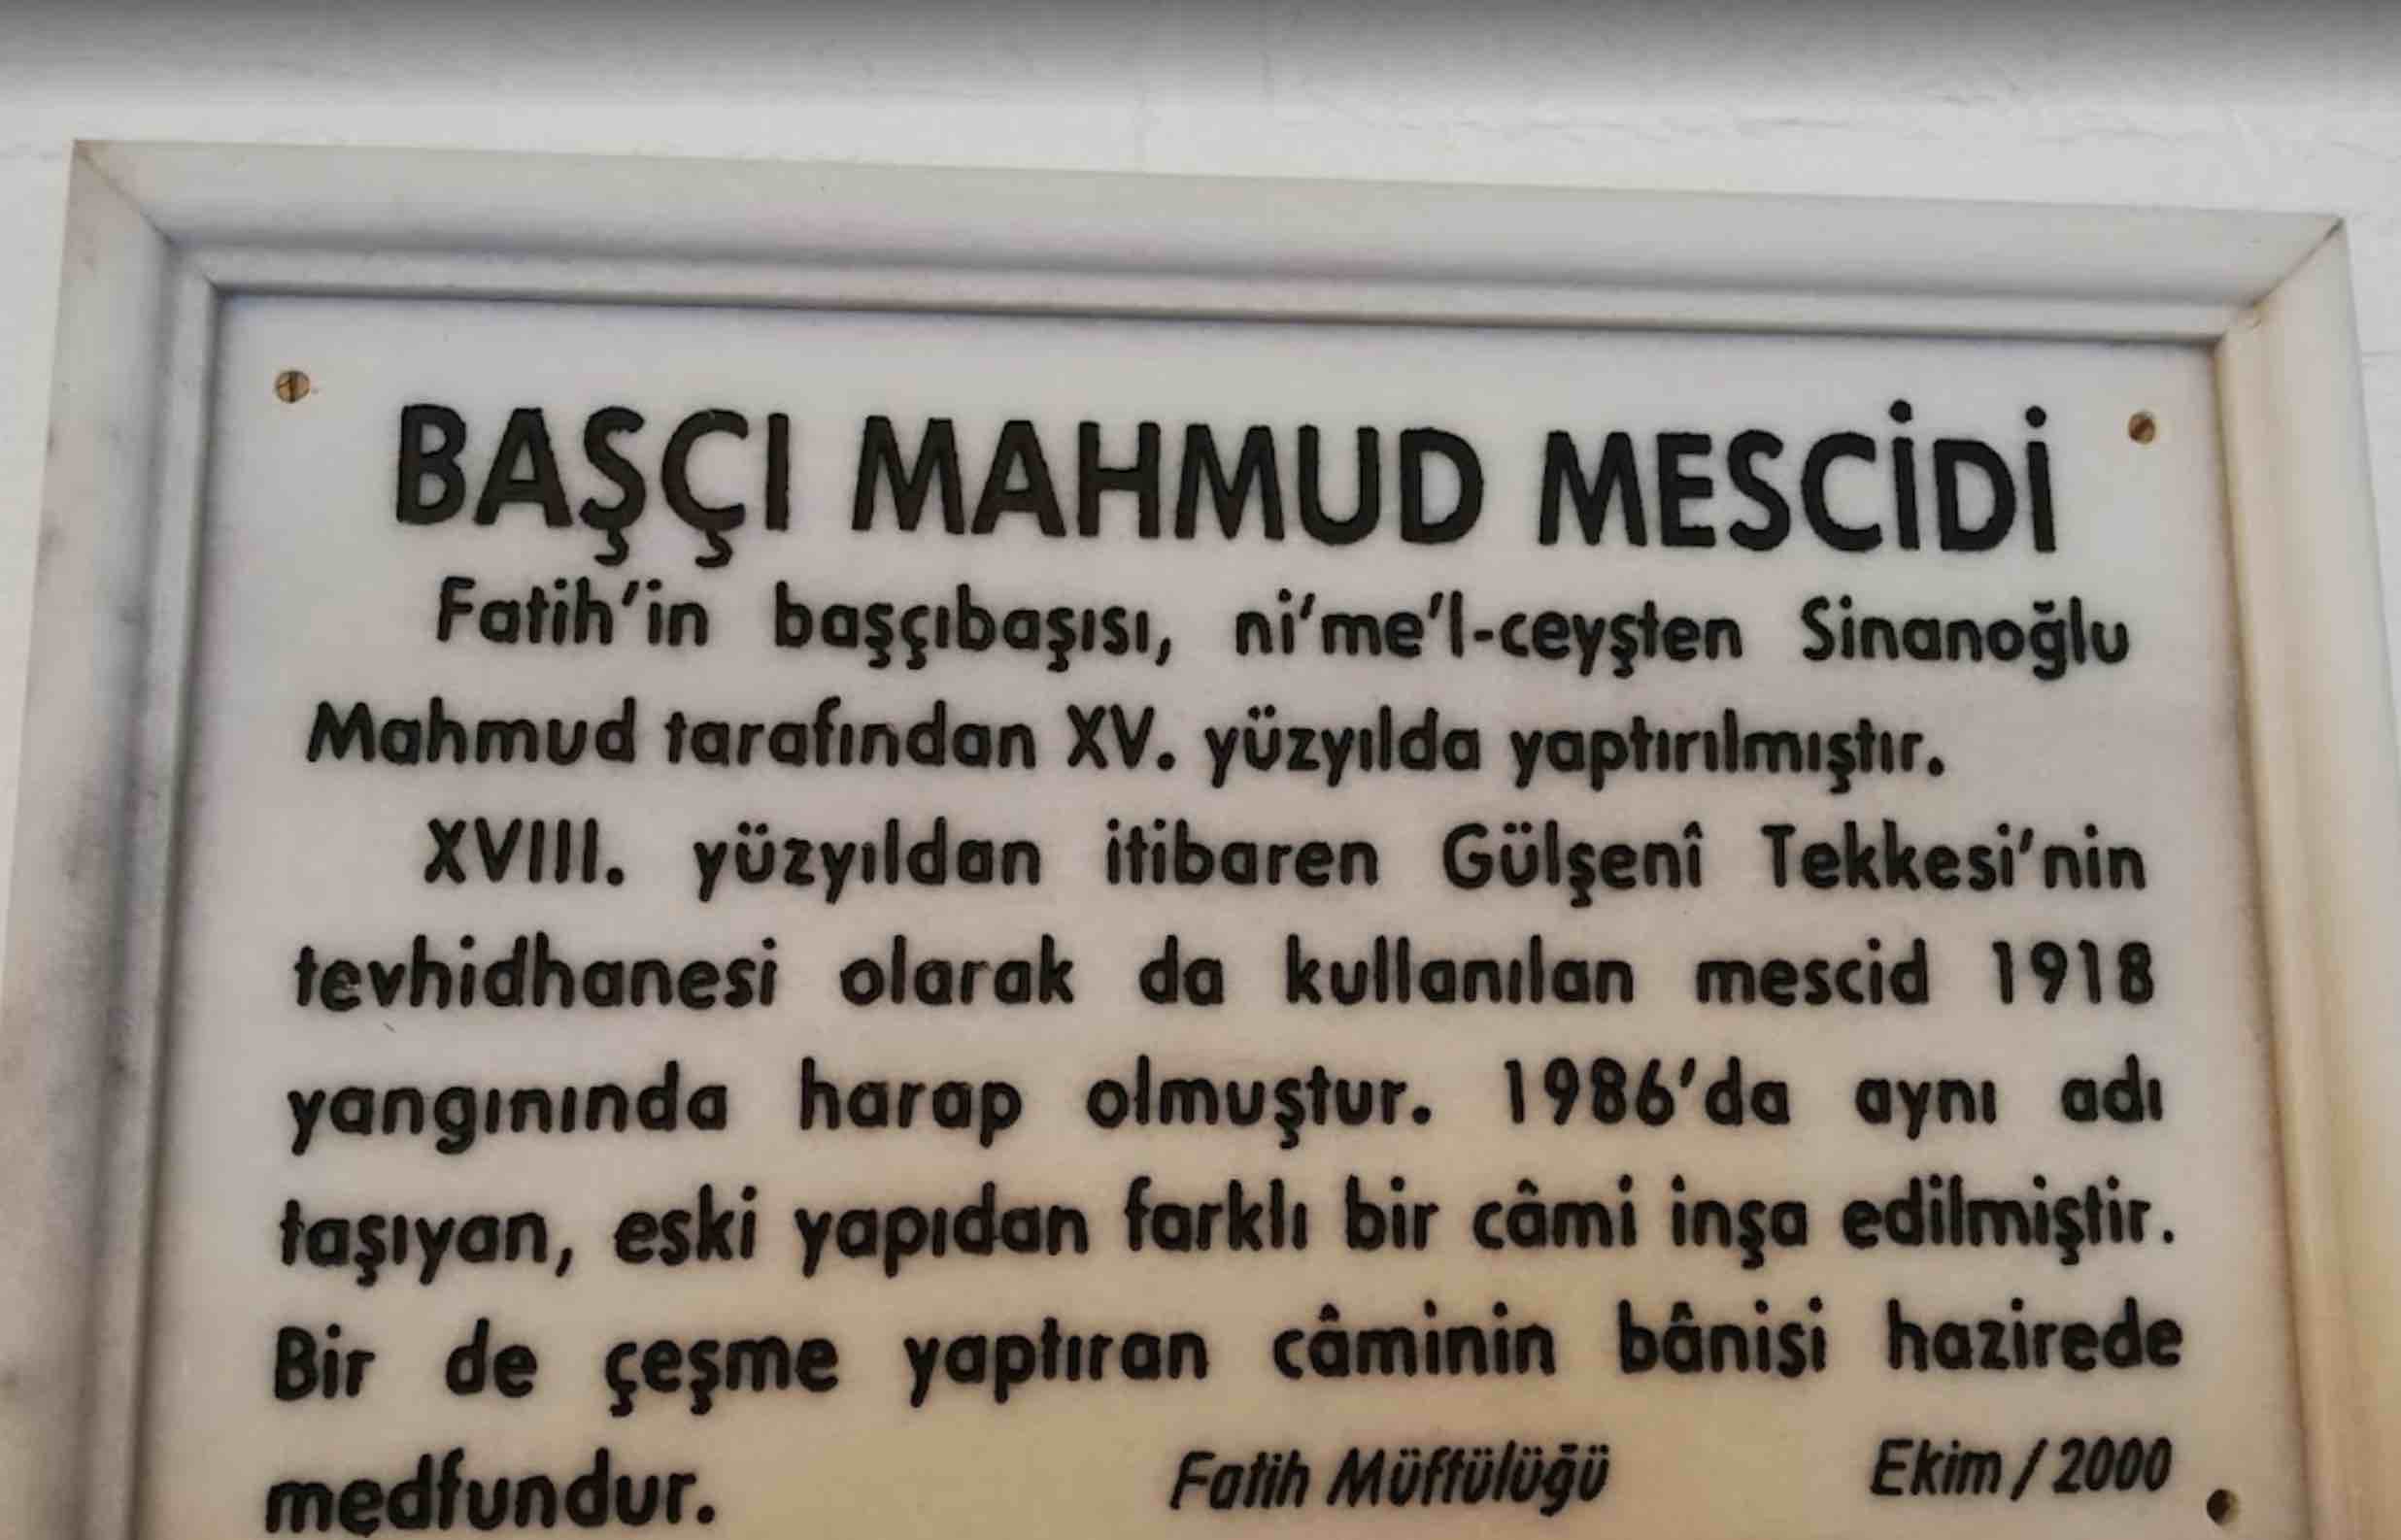 BAŞÇI MAHMUD MESCİDİ
Fatih'in başçıbaşısı, ni'me'l-ceyşten Sinanoğlu
Mahmud tarafından XV. yüzyılda yaptırılmıştır.
XVIII. yüzyıldan itibaren Gülşenî Tekkesi'nin
tevhidhanesi olarak da kullanılan mescid 1918
yangınında harap olmuştur. 1986'da aynı adı
taşıyan, eski yapıdan farklı bir câmi inşa edilmiştir.
Bir de çeşme yaptıran câminin bânisi hazirede
medfundur. Fatih Müftülüğü Ekim / 2000